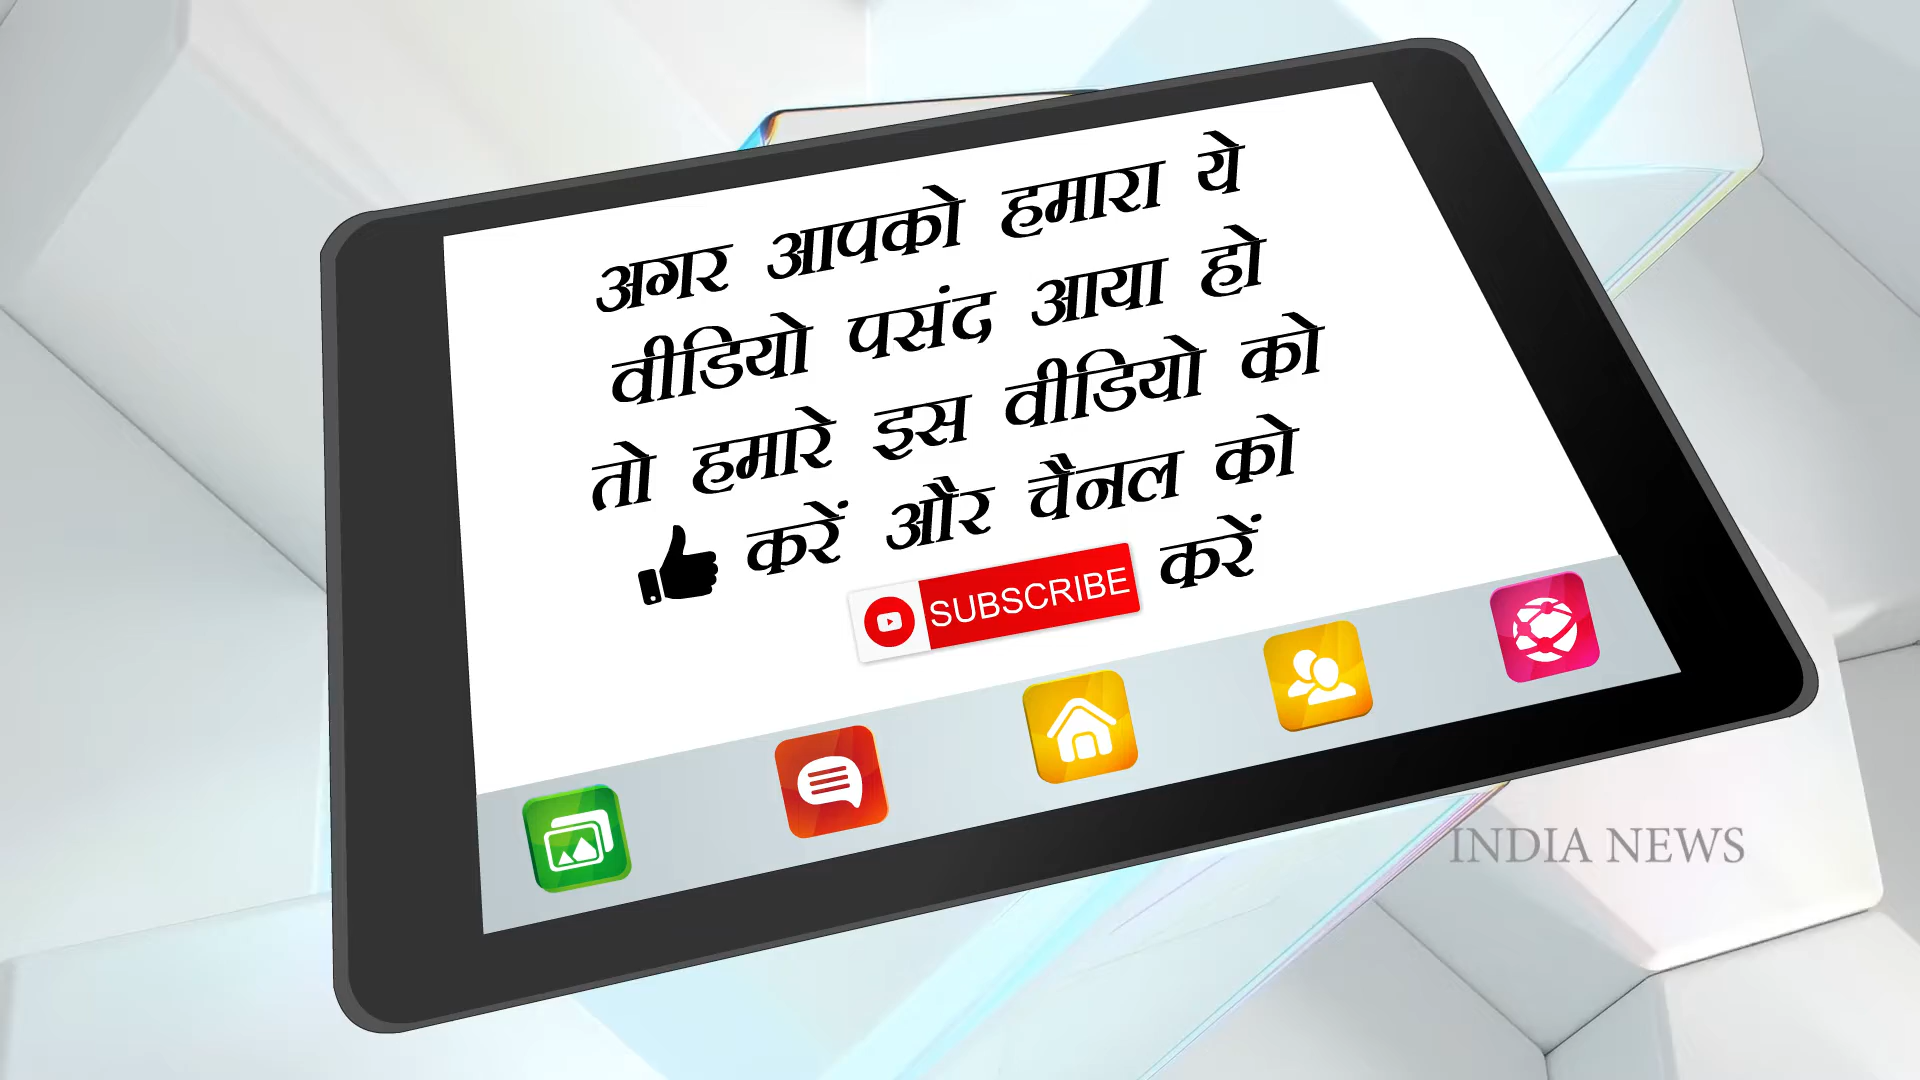 अगर आपको हमारा ये
वीडियो पसंद आया हो
तो हमारे इस वीडियो को
करें और चैनल को
SUBSCRIBE करें
INDIA NEWS